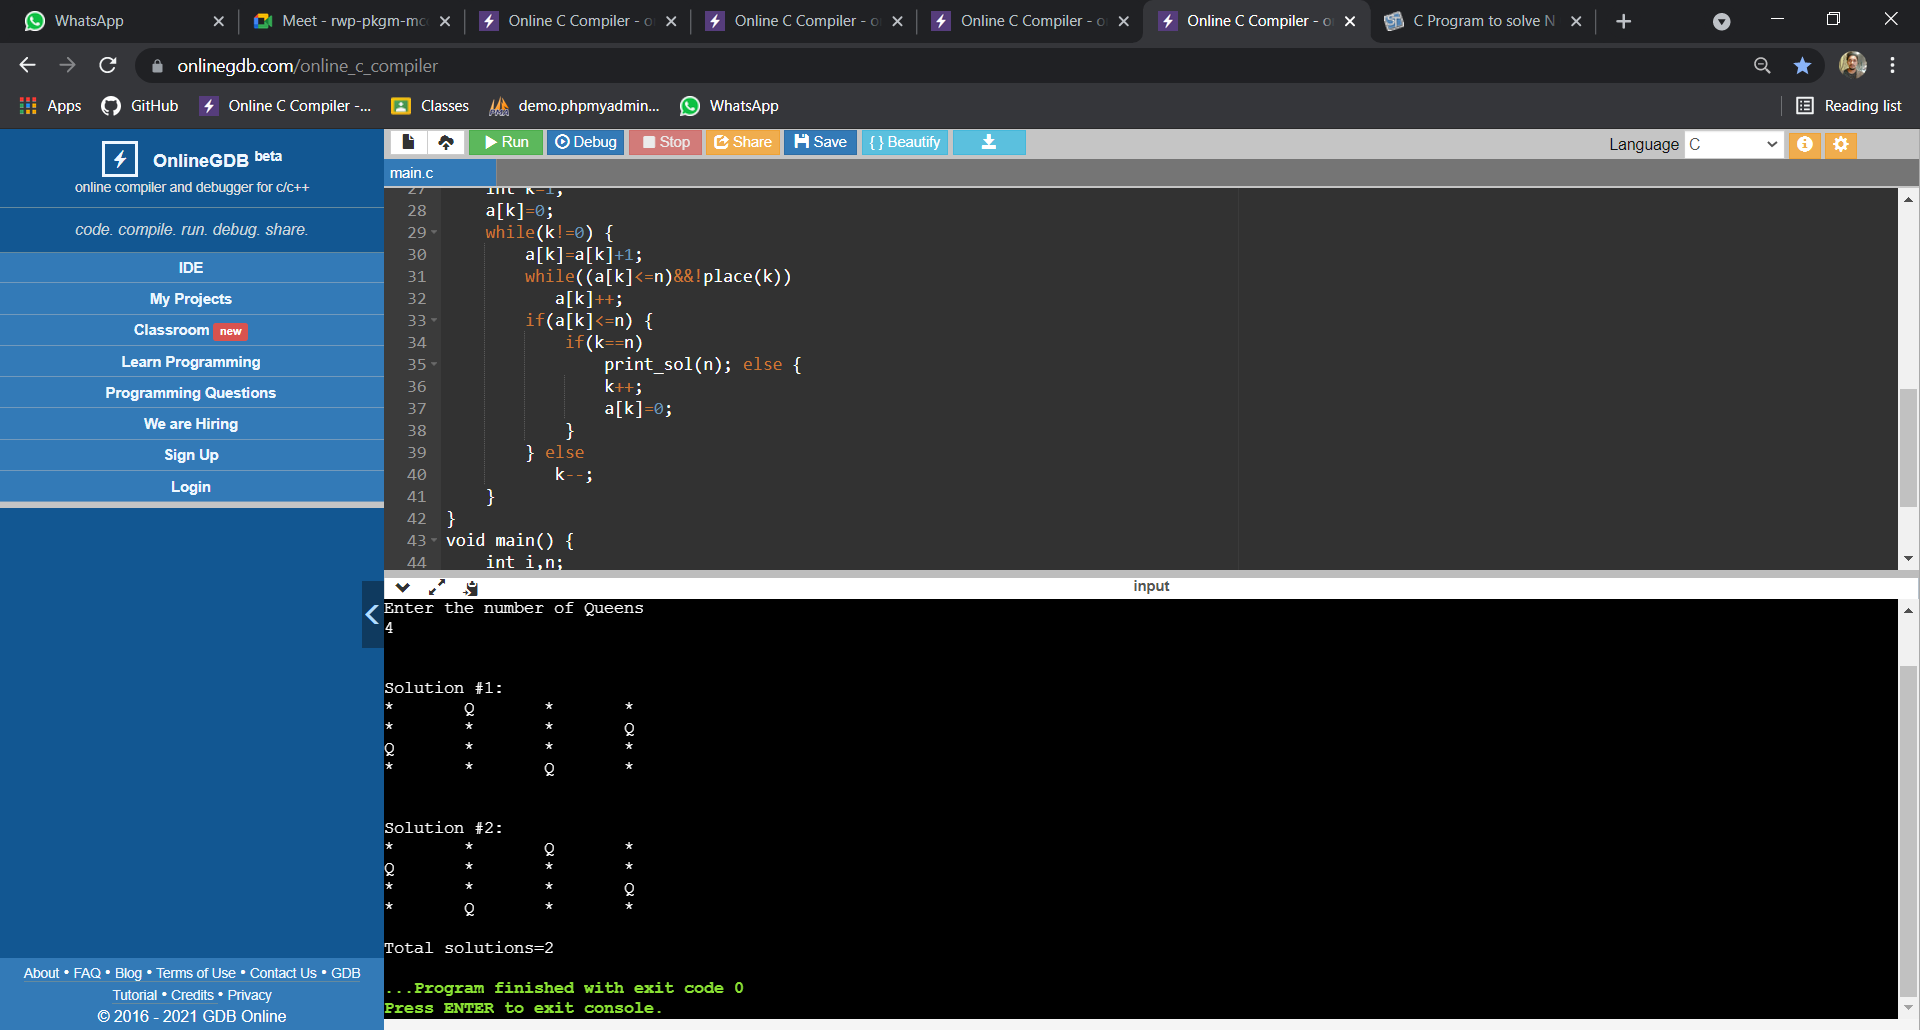 WhatsApp
Meet - rwp-pkgm-mc
Online C Compiler - o
Online C Compiler - o
Online C Compiler - o
Online C Compiler - o
C Program to solve N
onlinegdb.com/online_c_compiler
Apps
GitHub
Online C Compiler -...
Classes
demo.phpmyadmin...
WhatsApp
Reading list
OnlineGDB beta
online compiler and debugger for c/c++
code. compile. run. debug. share.
IDE
My Projects
Classroom new
Learn Programming
Programming Questions
We are Hiring
Sign Up
Login
About • FAQ • Blog • Terms of Use • Contact Us • GDB
Tutorial • Credits • Privacy
© 2016 - 2021 GDB Online
Run
Debug
Stop
Share
Save
{ } Beautify
Language C
main.c
27 int k=1;
28 a[k]=0;
29 while(k!=0) {
30 a[k]=a[k]+1;
31 while((a[k]<=n)&&!place(k))
32 a[k]++;
33 if(a[k]<=n) {
34 if(k==n)
35 print_sol(n); else {
36 k++;
37 a[k]=0;
38 }
39 } else
40 k--;
41 }
42 }
43 void main() {
44 int i,n;
input
Enter the number of Queens
4
Solution #1:
* Q * *
* * * Q
Q * * *
* * Q *
Solution #2:
* * Q *
Q * * *
* * * Q
* Q * *
Total solutions=2
...Program finished with exit code 0
Press ENTER to exit console.